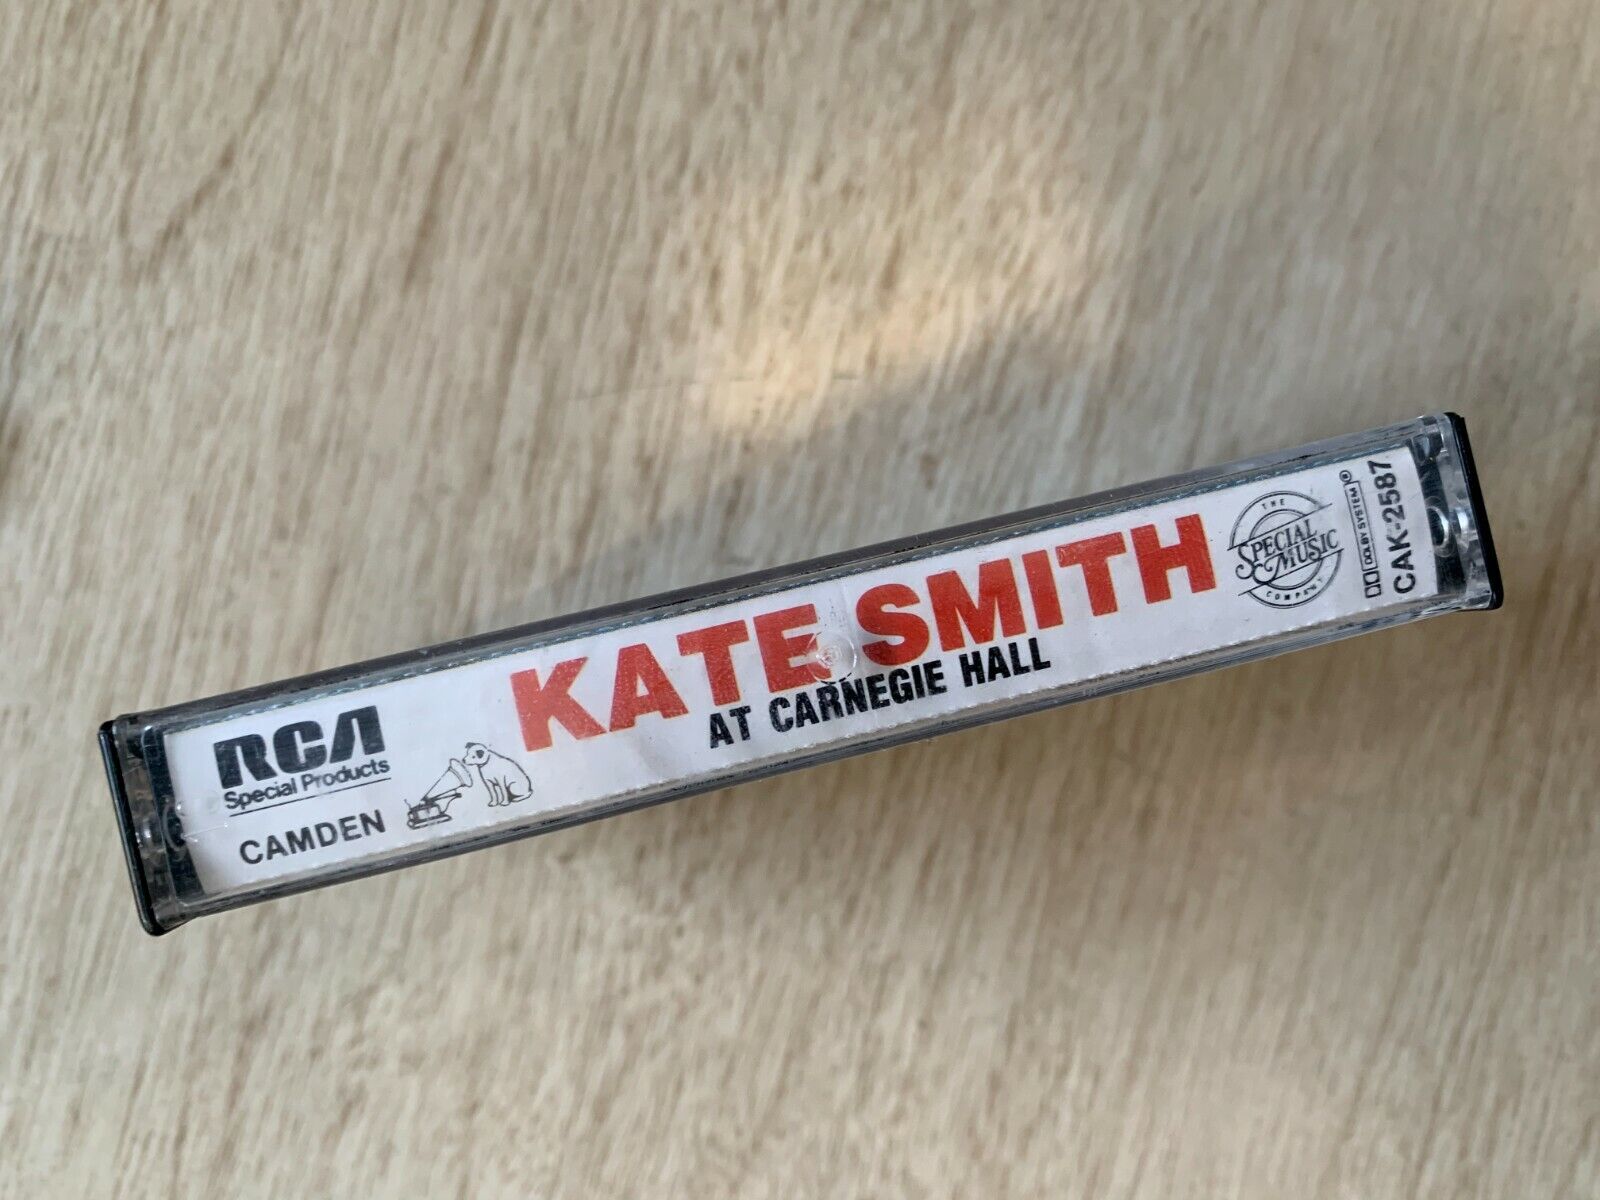 RCA
Special Products
CAMDEN
KATE SMITH
AT CARNEGIE HALL
THE
SPECIAL
MUSIC
COMPANY
DOLBY SYSTEM ®
CAK-2587